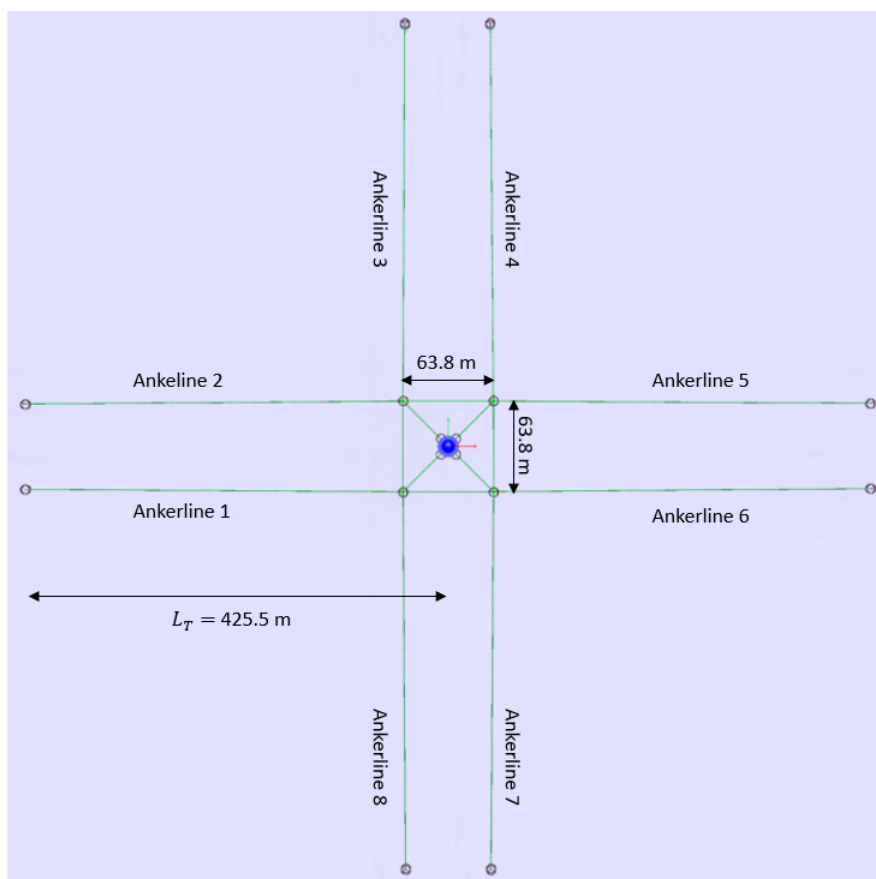 Ankerline 3
Ankerline 4
63.8 m
Ankeline 2
Ankerline 5
63.8 m
Ankerline 1
Ankerline 6
L_T = 425.5 m
Ankerline 8
Ankerline 7